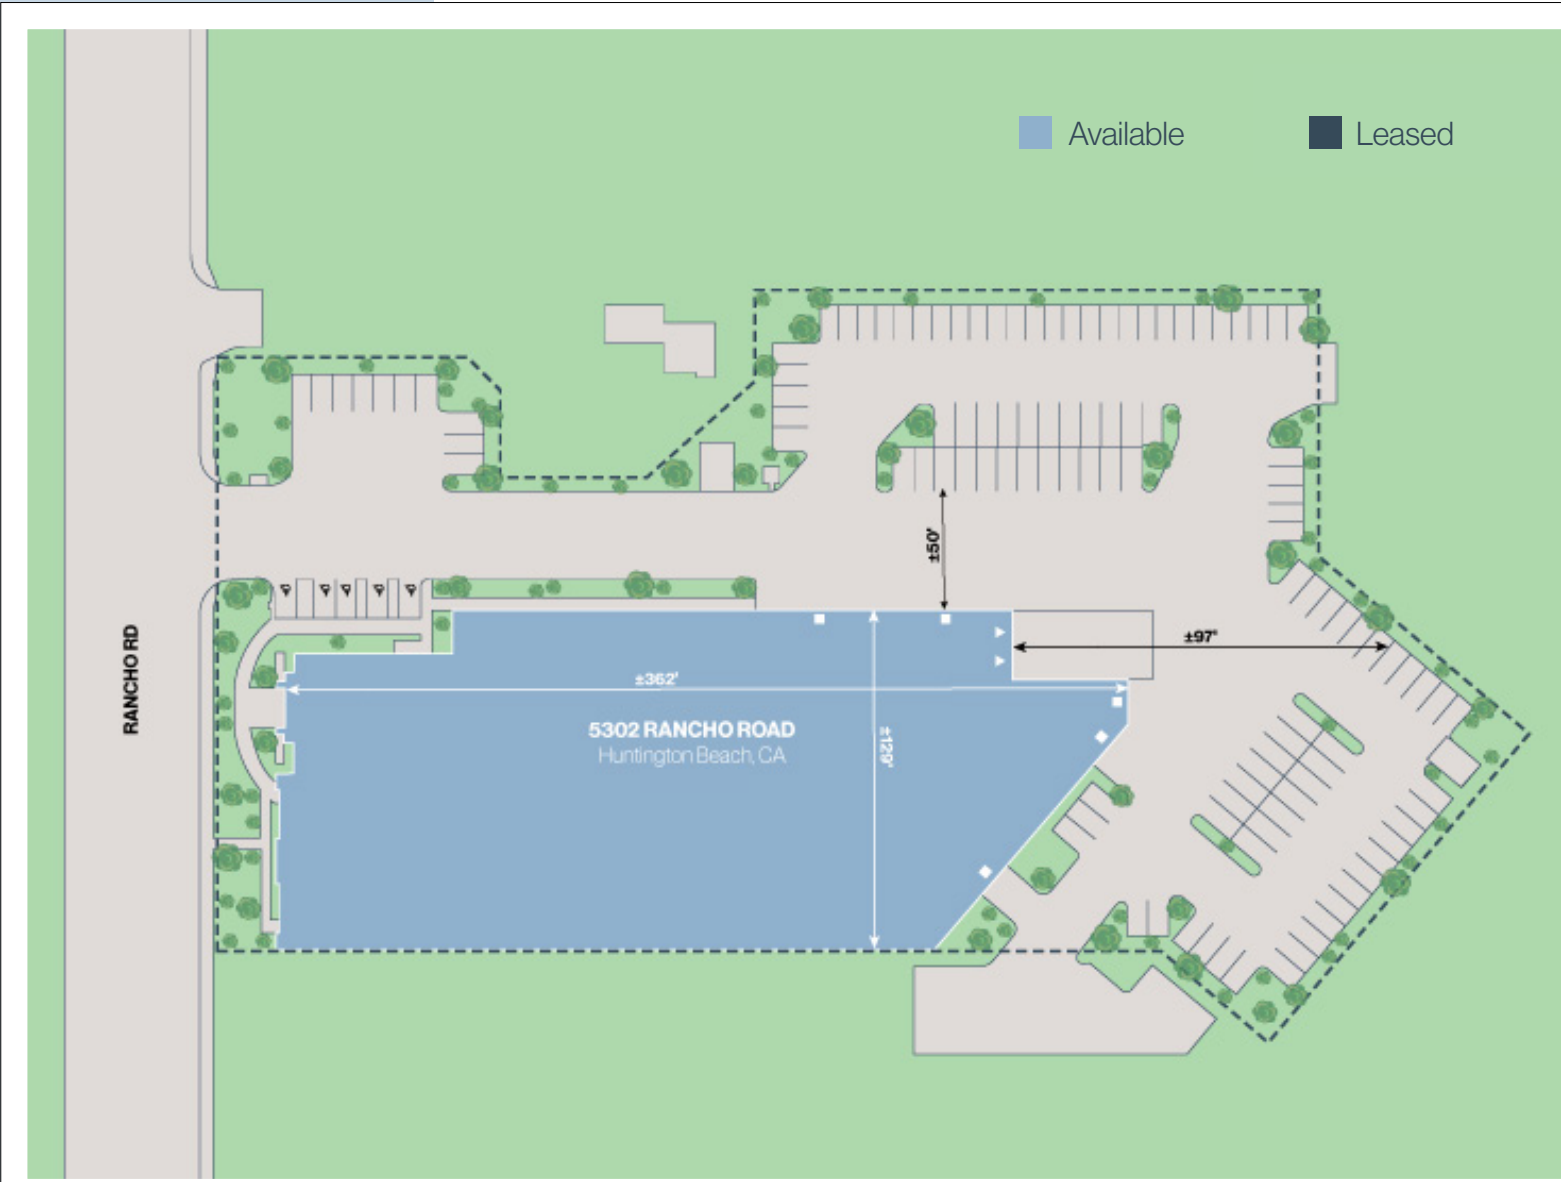 Available
Leased
±50'
±97'
RANCHO RD
±362'
5302 RANCHO ROAD
Huntington Beach, CA
±129'